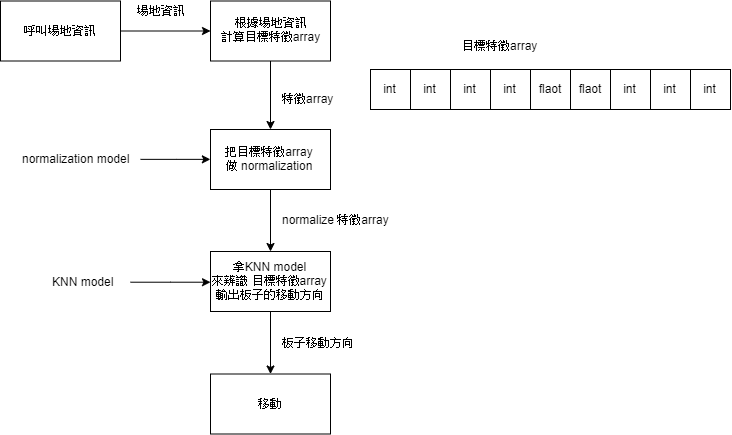 呼叫場地資訊
場地資訊
根據場地資訊
計算目標特徵array
目標特徵array
int int int int flaot flaot int int int
特徵array
normalization model
把目標特徵array
做 normalization
normalize 特徵array
KNN model
拿KNN model
來辨識 目標特徵array
輸出板子的移動方向
板子移動方向
移動